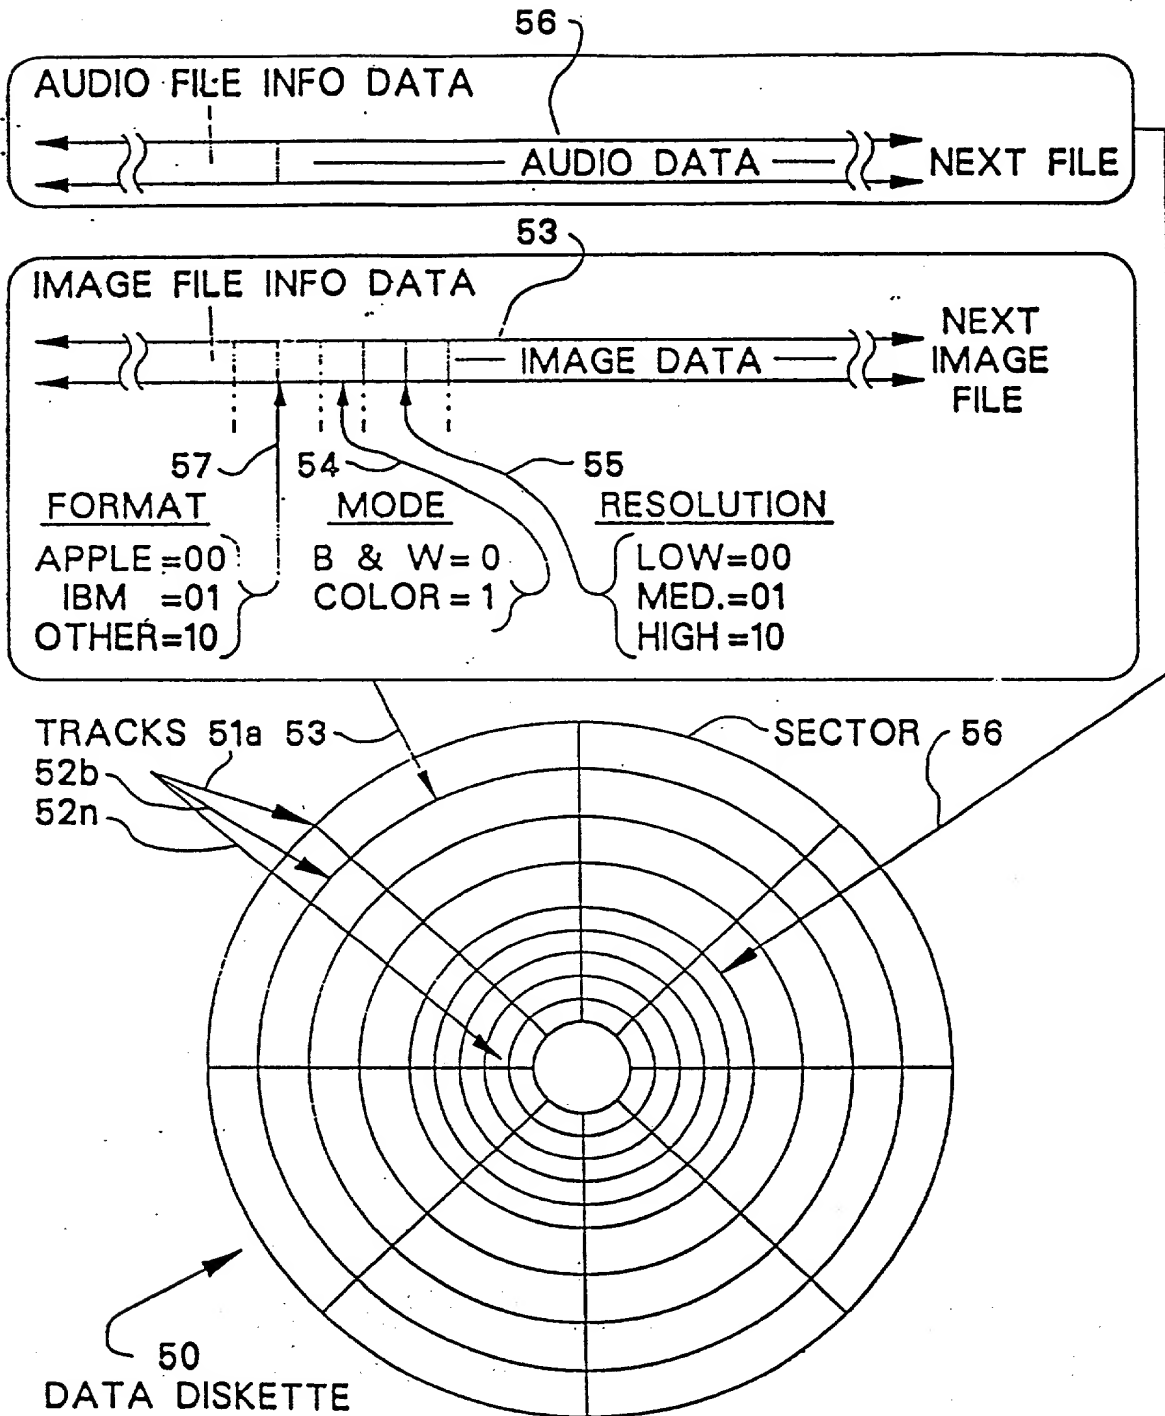 56
AUDIO FILE INFO DATA
AUDIO DATA
NEXT FILE
53
IMAGE FILE INFO DATA
IMAGE DATA
NEXT
IMAGE
FILE
57 54 55
FORMAT MODE RESOLUTION
APPLE=00 B & W=0 LOW=00
IBM =01 COLOR=1 MED.=01
OTHER=10 HIGH=10
TRACKS 51a 53 SECTOR 56
52b
52n
50
DATA DISKETTE